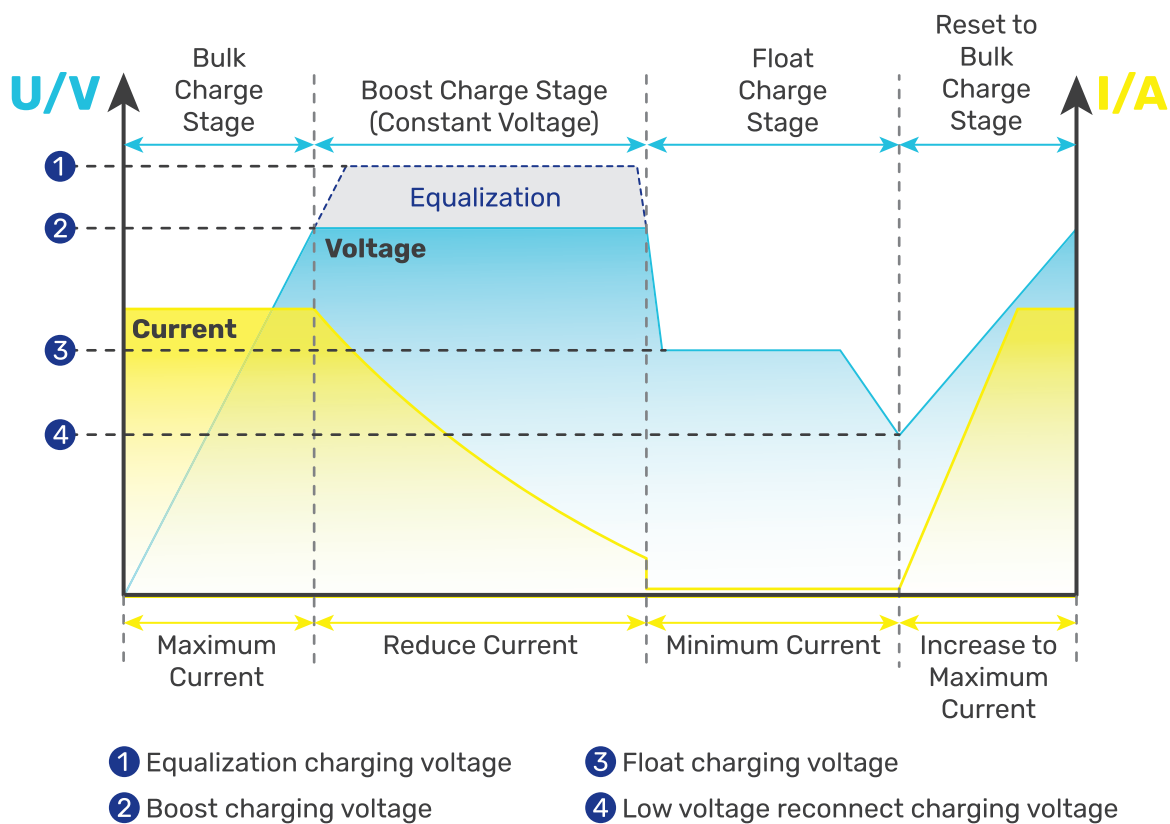 Bulk
Charge
Stage
Boost Charge Stage
(Constant Voltage)
Float
Charge
Stage
Reset to
Bulk
Charge
Stage
U/V
I/A
1
Equalization
2
Voltage
Current
3
4
Maximum
Current
Reduce Current
Minimum Current
Increase to
Maximum
Current
1 Equalization charging voltage
2 Boost charging voltage
3 Float charging voltage
4 Low voltage reconnect charging voltage